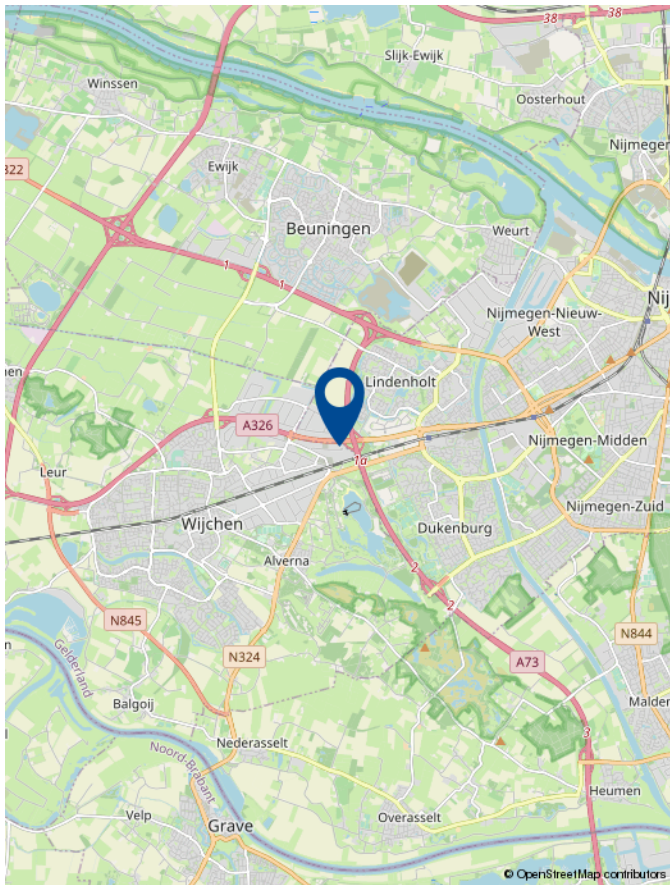 38
38
Slijk-Ewijk
Winssen
Oosterhout
Nijmegen
Ewijk
322
Beuningen
Weurt
1
1
Nij
Nijmegen-Nieuw-
West
Lindenholt
A326
Nijmegen-Midden
1a
Leur
Nijmegen-Zuid
Wijchen
Dukenburg
Alverna
2
2
N845
N844
Gelderland
N324
A73
Balgoij
Malden
3
Nederasselt
Noord-Brabant
Heumen
Velp
Overasselt
Grave
© OpenStreetMap contributors